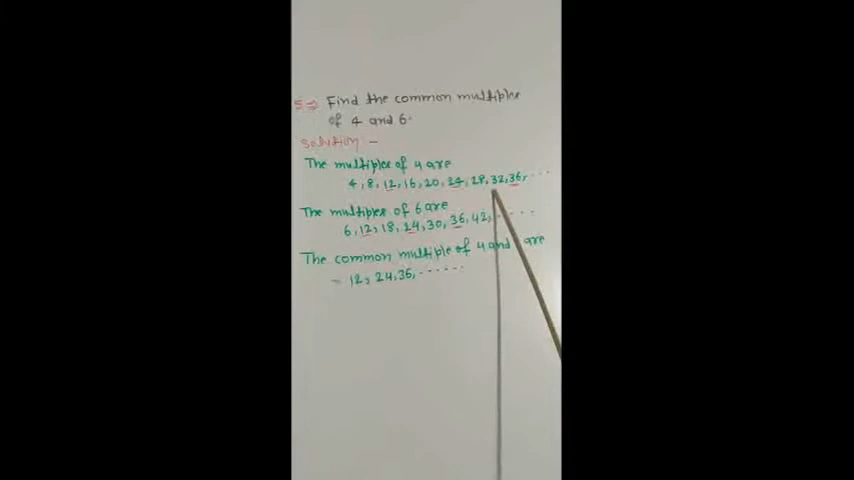 5⇒ Find the common multiples
of 4 and 6.
Solution:–
The multiples of 4 are
4, 8, 12, 16, 20, 24, 28, 32, 36, ...
The multiples of 6 are
6, 12, 18, 24, 30, 36, 42, .....
The common multiple of 4 and are
= 12, 24, 36, ......